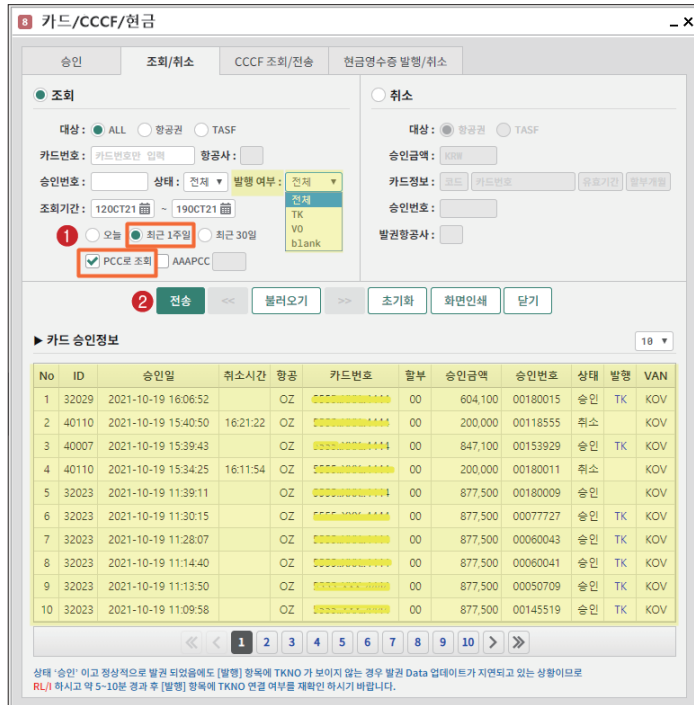 8 카드/CCCF/현금
승인 조회/취소 CCCF 조회/전송 현금영수증 발행/취소
조회
대상 : ALL 항공권 TASF
카드번호 : 카드번호만 입력 항공사 :
승인번호 : 상태 : 전체 발행 여부 : 전체
전체
TK
VO
blank
조회기간 : 12OCT21 ~ 19OCT21
1 오늘 최근 1주일 최근 30일
PCC로 조회 AAAPCC
취소
대상 : 항공권 TASF
승인금액 : KRW
카드정보 : 코드 카드번호 유효기간 할부개월
승인번호 :
발권항공사 :
2 전송 << 불러오기 >> 초기화 화면인쇄 닫기
▶ 카드 승인정보 10
No ID 승인일 취소시간 항공 카드번호 할부 승인금액 승인번호 상태 발행 VAN
1 32029 2021-10-19 16:06:52 OZ 00 604,100 00180015 승인 TK KOV
2 40110 2021-10-19 15:40:50 16:21:22 OZ 00 200,000 00118555 취소 KOV
3 40007 2021-10-19 15:39:43 OZ 00 847,100 00153929 승인 TK KOV
4 40110 2021-10-19 15:34:25 16:11:54 OZ 00 200,000 00180011 취소 KOV
5 32023 2021-10-19 11:39:11 OZ 00 877,500 00180009 승인 KOV
6 32023 2021-10-19 11:30:15 OZ 00 877,500 00077727 승인 TK KOV
7 32023 2021-10-19 11:28:07 OZ 00 877,500 00060043 승인 TK KOV
8 32023 2021-10-19 11:14:40 OZ 00 877,500 00060041 승인 TK KOV
9 32023 2021-10-19 11:13:50 OZ 00 877,500 00050709 승인 TK KOV
10 32023 2021-10-19 11:09:58 OZ 00 877,500 00145519 승인 TK KOV
1 2 3 4 5 6 7 8 9 10
상태 '승인' 이고 정상적으로 발권 되었음에도 [발행] 항목에 TKNO 가 보이지 않는 경우 발권 Data 업데이트가 지연되고 있는 상황이므로
RL/I 하시고 약 5~10분 경과 후 [발행] 항목에 TKNO 연결 여부를 재확인 하시기 바랍니다.